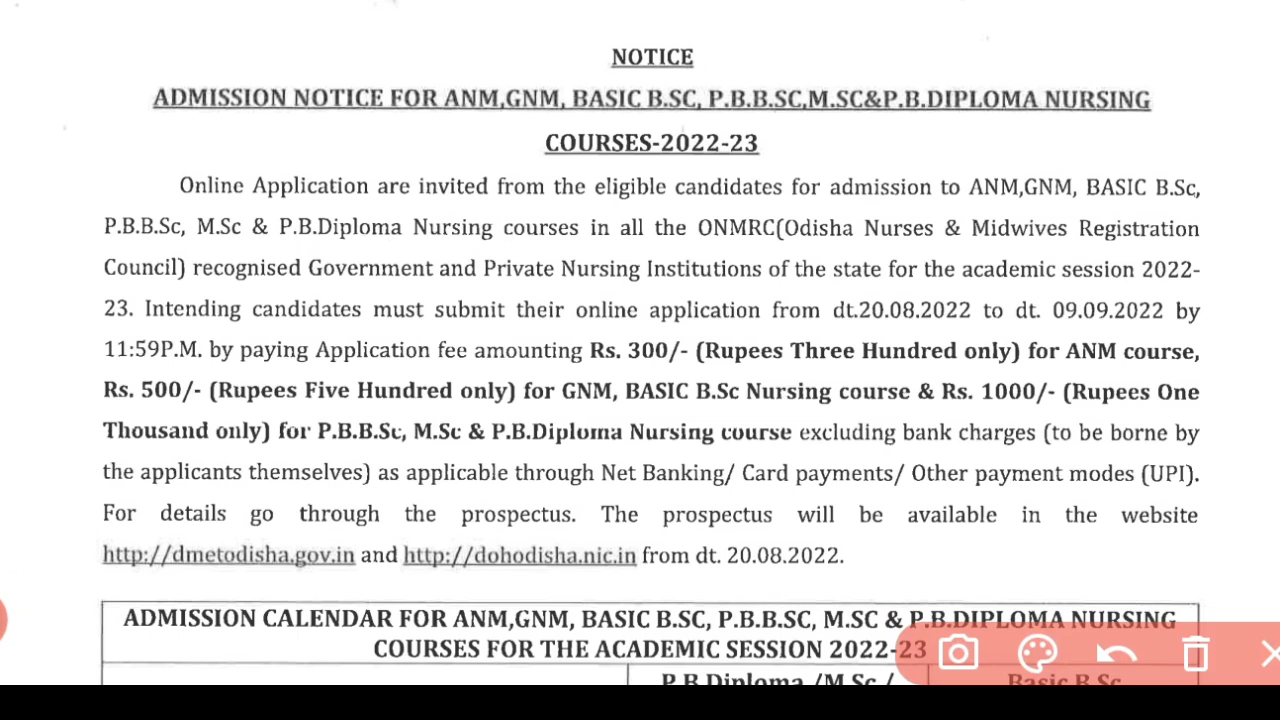 NOTICE
ADMISSION NOTICE FOR ANM,GNM, BASIC B.SC, P.B.B.SC,M.SC&P.B.DIPLOMA NURSING
COURSES-2022-23
Online Application are invited from the eligible candidates for admission to ANM,GNM, BASIC B.Sc,
P.B.B.Sc, M.Sc & P.B.Diploma Nursing courses in all the ONMRC(Odisha Nurses & Midwives Registration
Council) recognised Government and Private Nursing Institutions of the state for the academic session 2022-
23. Intending candidates must submit their online application from dt.20.08.2022 to dt. 09.09.2022 by
11:59P.M. by paying Application fee amounting Rs. 300/- (Rupees Three Hundred only) for ANM course,
Rs. 500/- (Rupees Five Hundred only) for GNM, BASIC B.Sc Nursing course & Rs. 1000/- (Rupees One
Thousand only) for P.B.B.Sc, M.Sc & P.B.Diploma Nursing course excluding bank charges (to be borne by
the applicants themselves) as applicable through Net Banking/ Card payments/ Other payment modes (UPI).
For details go through the prospectus. The prospectus will be available in the website
http://dmetodisha.gov.in and http://dohodisha.nic.in from dt. 20.08.2022.
ADMISSION CALENDAR FOR ANM,GNM, BASIC B.SC, P.B.B.SC, M.SC & P.B.DIPLOMA NURSING
COURSES FOR THE ACADEMIC SESSION 2022-23
P.B.Diploma /M.Sc / Basic B.Sc